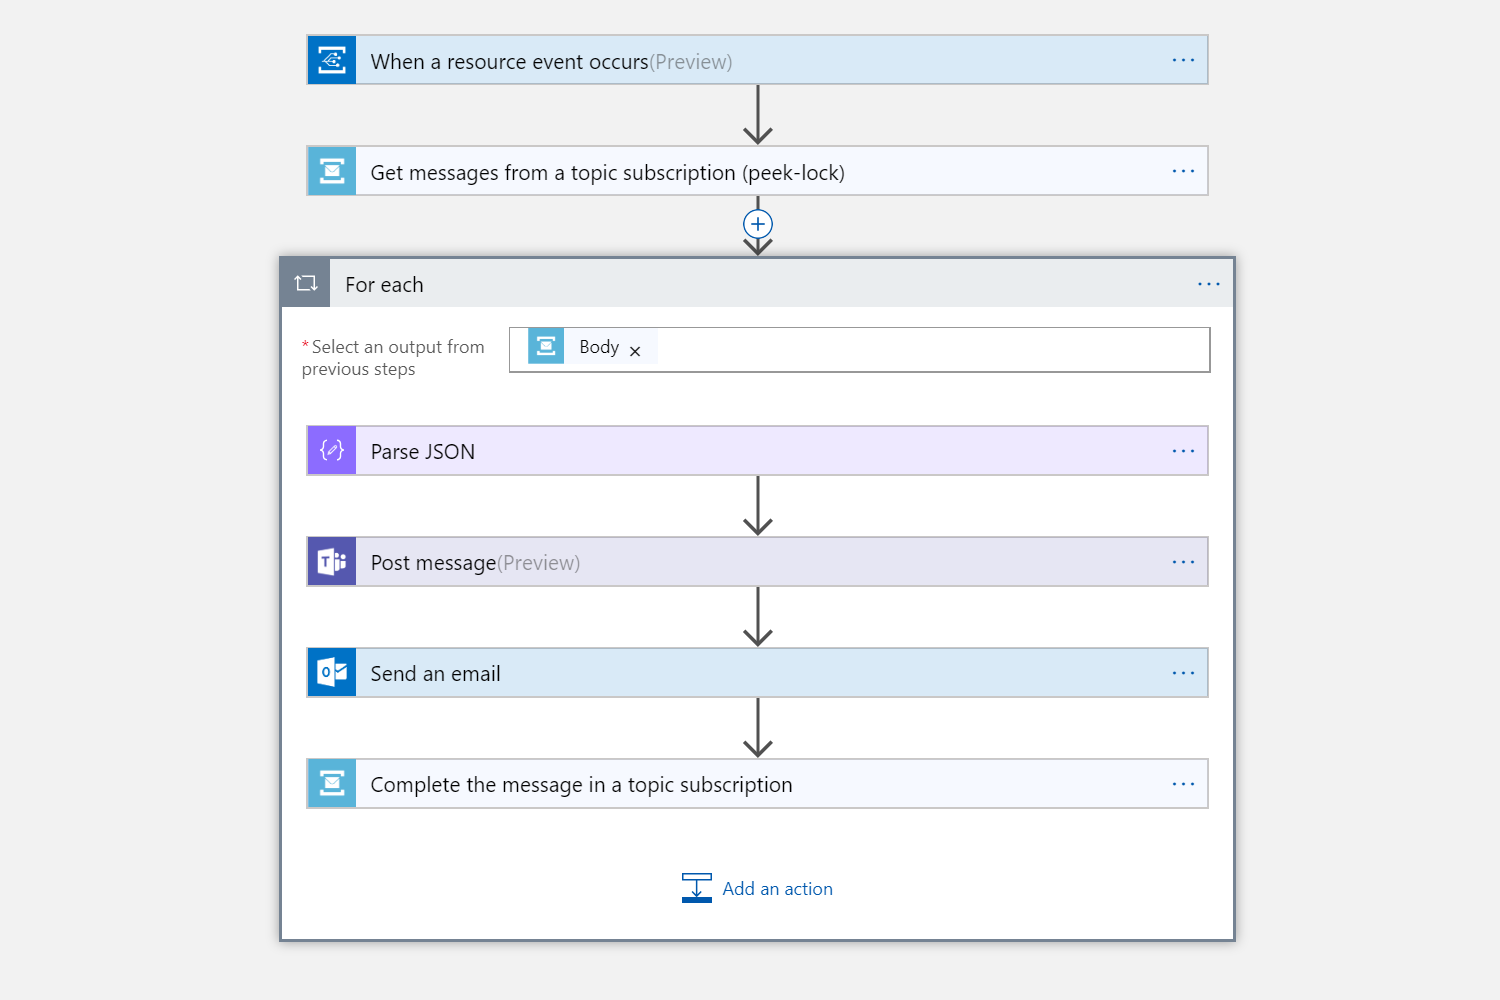 When a resource event occurs(Preview)
Get messages from a topic subscription (peek-lock)
For each
*Select an output from
previous steps
Body ×
Parse JSON
Post message(Preview)
Send an email
Complete the message in a topic subscription
Add an action